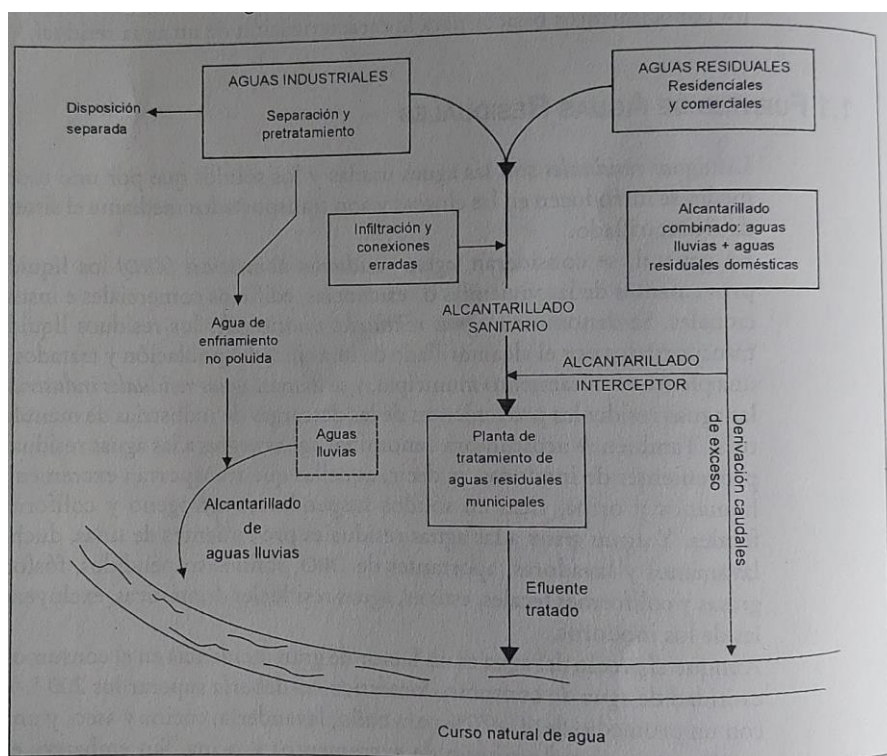 AGUAS INDUSTRIALES
Separación y
pretratamiento
AGUAS RESIDUALES
Residenciales
y comerciales
Disposición
separada
Infiltración y
conexiones
erradas
Alcantarillado
combinado: aguas
lluvias + aguas
residuales domésticas
Agua de
enfriamiento
no poluida
ALCANTARILLADO
SANITARIO
ALCANTARILLADO
INTERCEPTOR
Aguas
lluvias
Planta de
tratamiento de
aguas residuales
municipales
Derivación caudales
de exceso
Alcantarillado
de
aguas lluvias
Efluente
tratado
Curso natural de agua